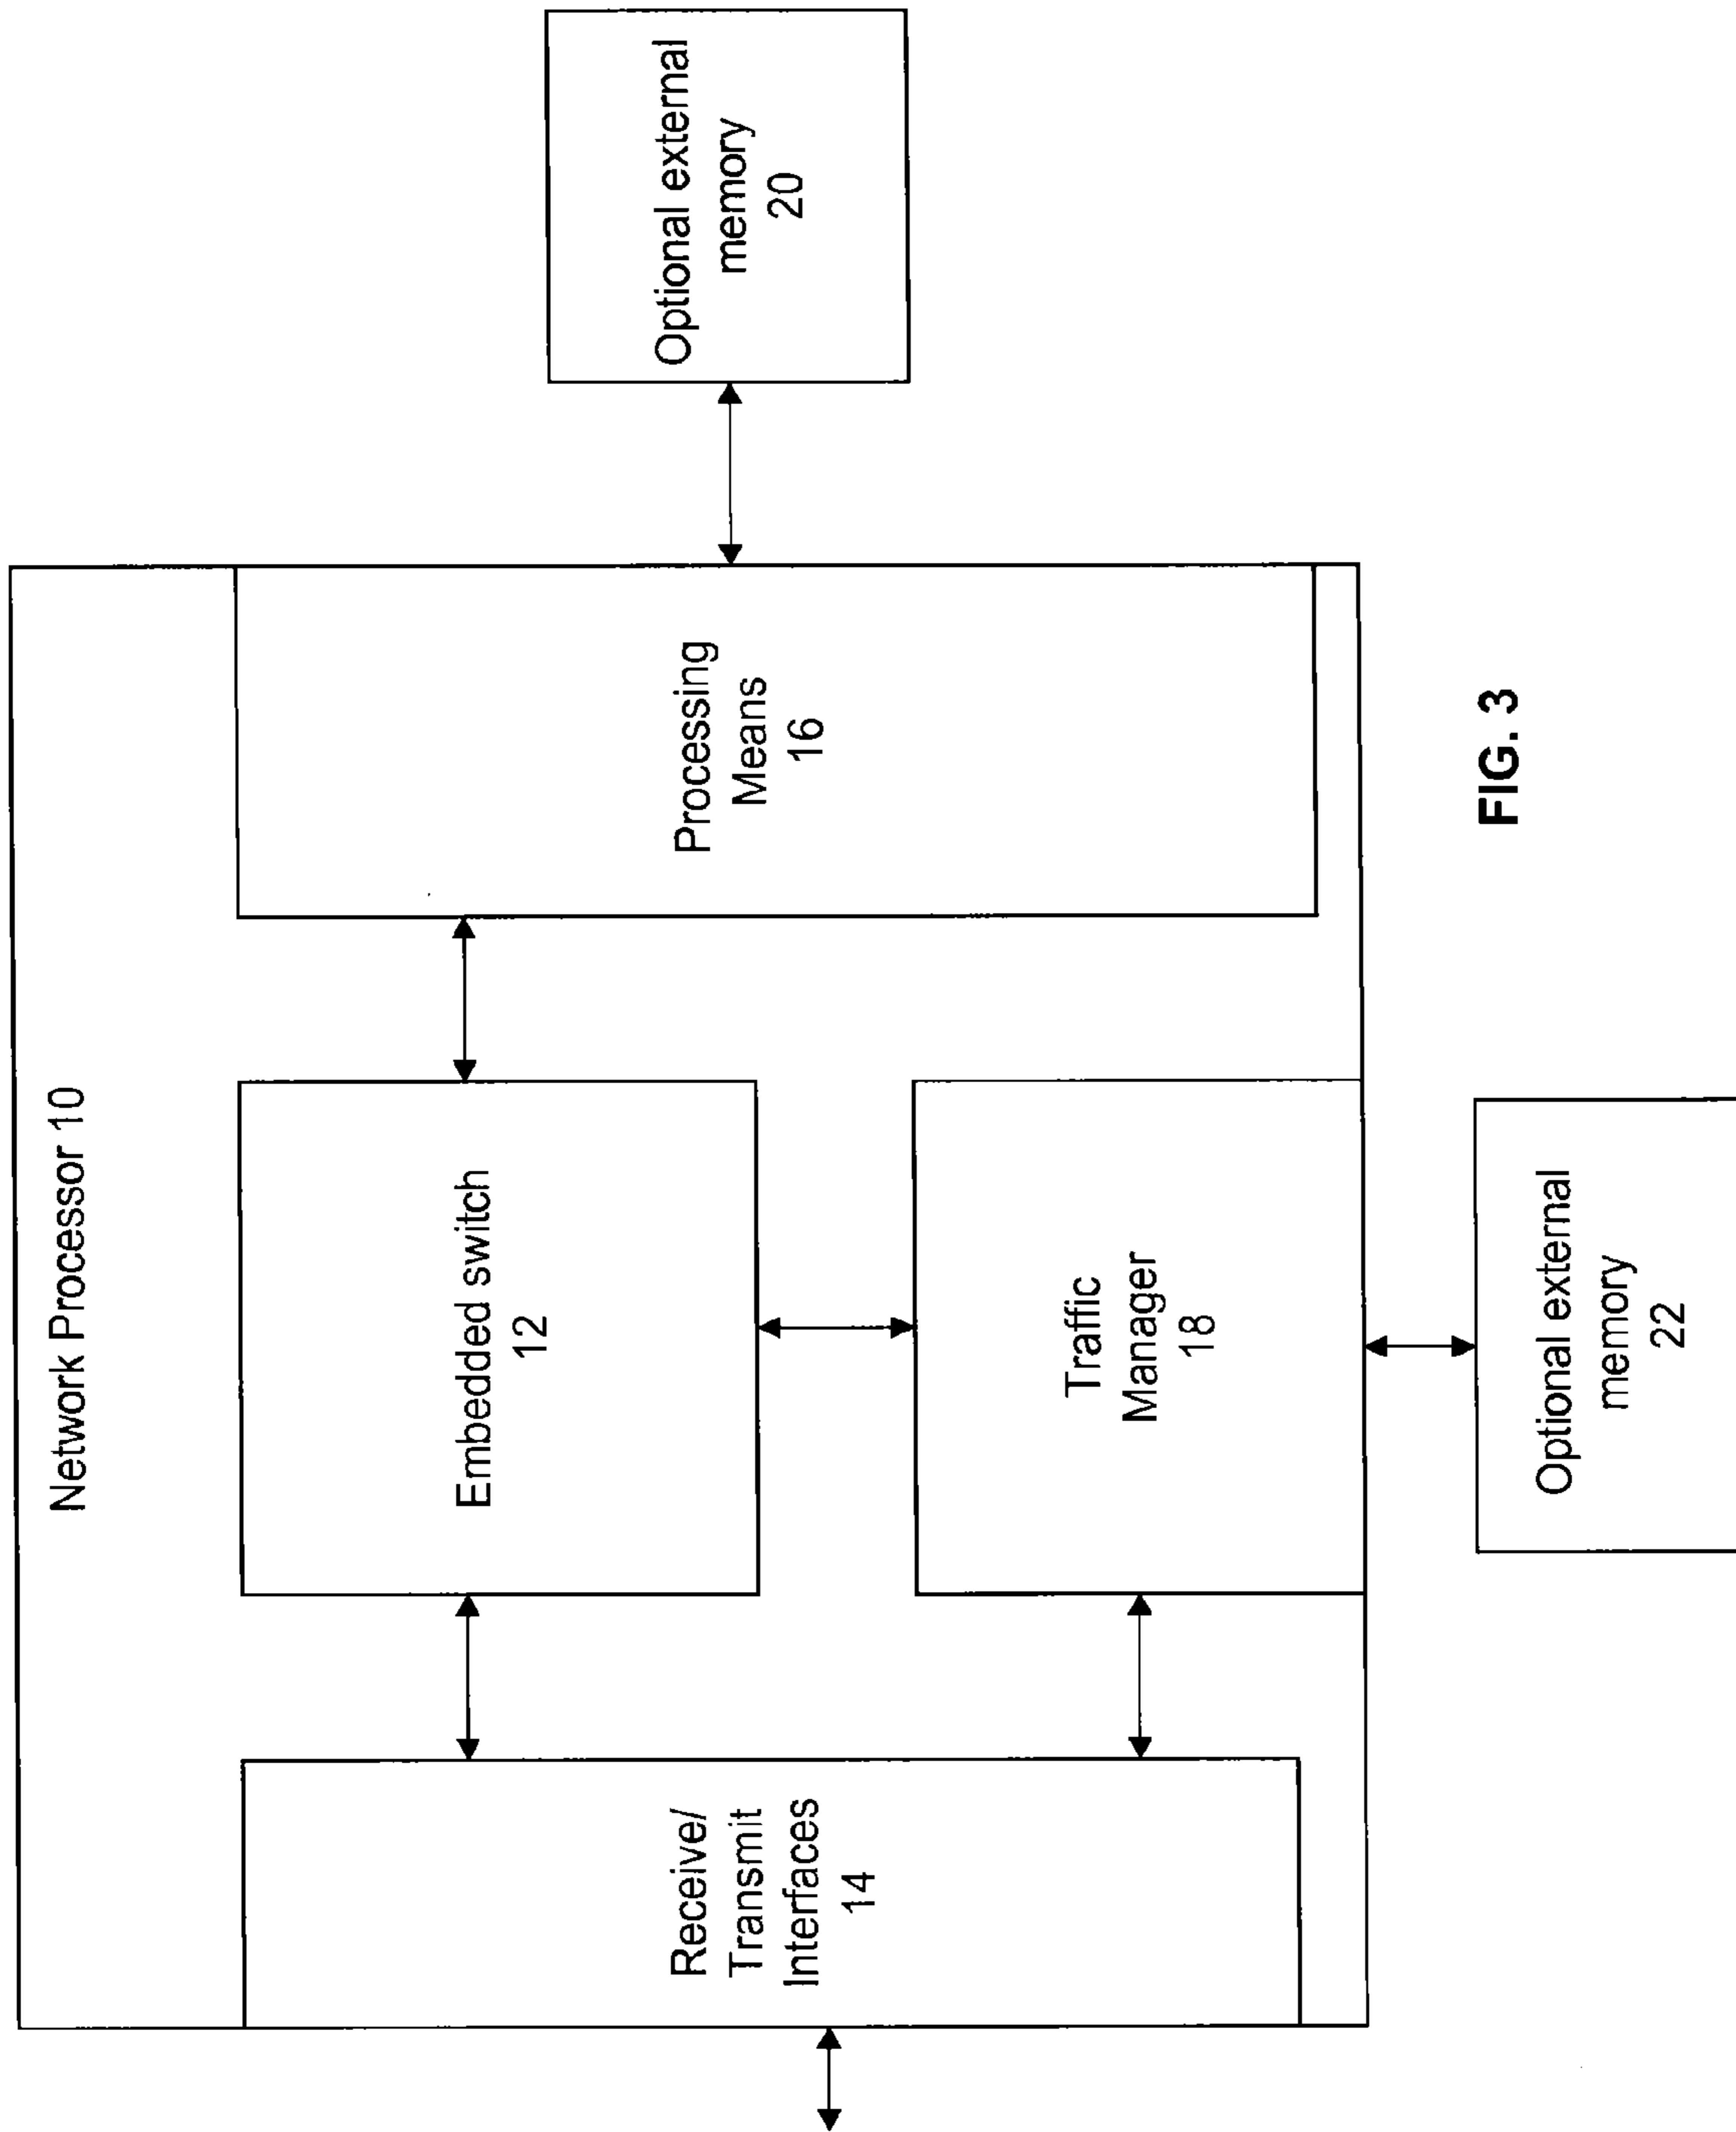 Network Processor 10
Receive/
Transmit
Interfaces
14
Embedded switch
12
Traffic
Manager
18
Processing
Means
16
Optional external
memory
20
Optional external
memory
22
FIG. 3